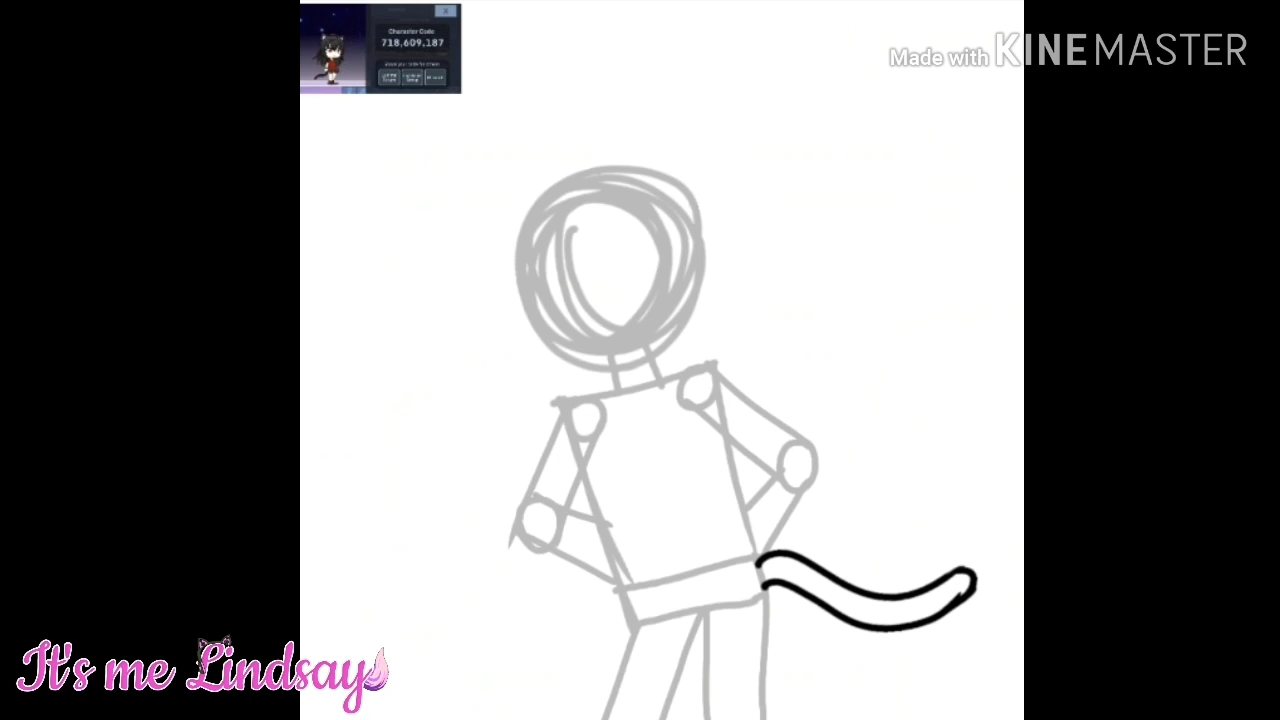 X
Character Code
718,609,187
Made with KINEMASTER
It's me Lindsay